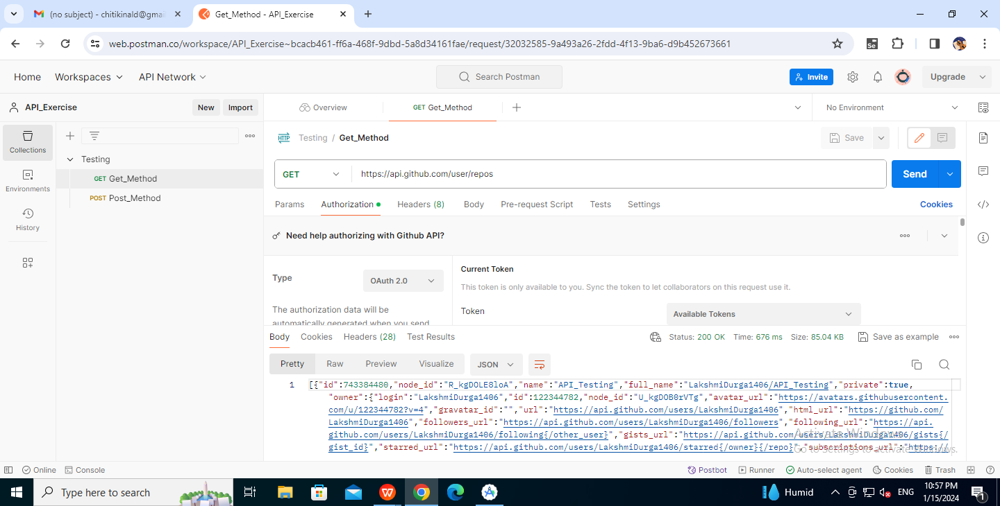 (no subject) - chitikinald@gmai
Get_Method - API_Exercise
web.postman.co/workspace/API_Exercise~bcacb461-ff6a-468f-9dbd-5a8d34161fae/request/32032585-9a493a26-2fdd-4f13-9ba6-d9b452673661
Home Workspaces API Network Search Postman Invite Upgrade
API_Exercise New Import Overview GET Get_Method No Environment
Collections
Environments
History
Testing
GET Get_Method
POST Post_Method
HTTP Testing / Get_Method Save
GET https://api.github.com/user/repos Send
Params Authorization Headers (8) Body Pre-request Script Tests Settings Cookies
Need help authorizing with Github API?
Type OAuth 2.0
The authorization data will be
automatically generated when you send
Current Token
This token is only available to you. Sync the token to let collaborators on this request use it.
Token Available Tokens
Body Cookies Headers (28) Test Results Status: 200 OK Time: 676 ms Size: 85.04 KB Save as example
Pretty Raw Preview Visualize JSON
1 [{"id":743384480,"node_id":"R_kgDOLE8loA","name":"API_Testing","full_name":"LakshmiDurga1406/API_Testing","private":true,
"owner":{"login":"LakshmiDurga1406","id":122344782,"node_id":"U_kgDOB0rVTg","avatar_url":"https://avatars.githubusercontent.
com/u/122344782?v=4","gravatar_id":"","url":"https://api.github.com/users/LakshmiDurga1406","html_url":"https://github.com/
LakshmiDurga1406","followers_url":"https://api.github.com/users/LakshmiDurga1406/followers","following_url":"https://api.
github.com/users/LakshmiDurga1406/following{/other_user}","gists_url":"https://api.github.com/users/LakshmiDurga1406/gists{/
gist_id}","starred_url":"https://api.github.com/users/LakshmiDurga1406/starred{/owner}{/repo}","subscriptions_url":"https://
Activate Windows
Go to Settings to activate Windows.
Online Console Postbot Runner Auto-select agent Cookies Trash
Type here to search Humid ENG
10:57 PM
1/15/2024
1